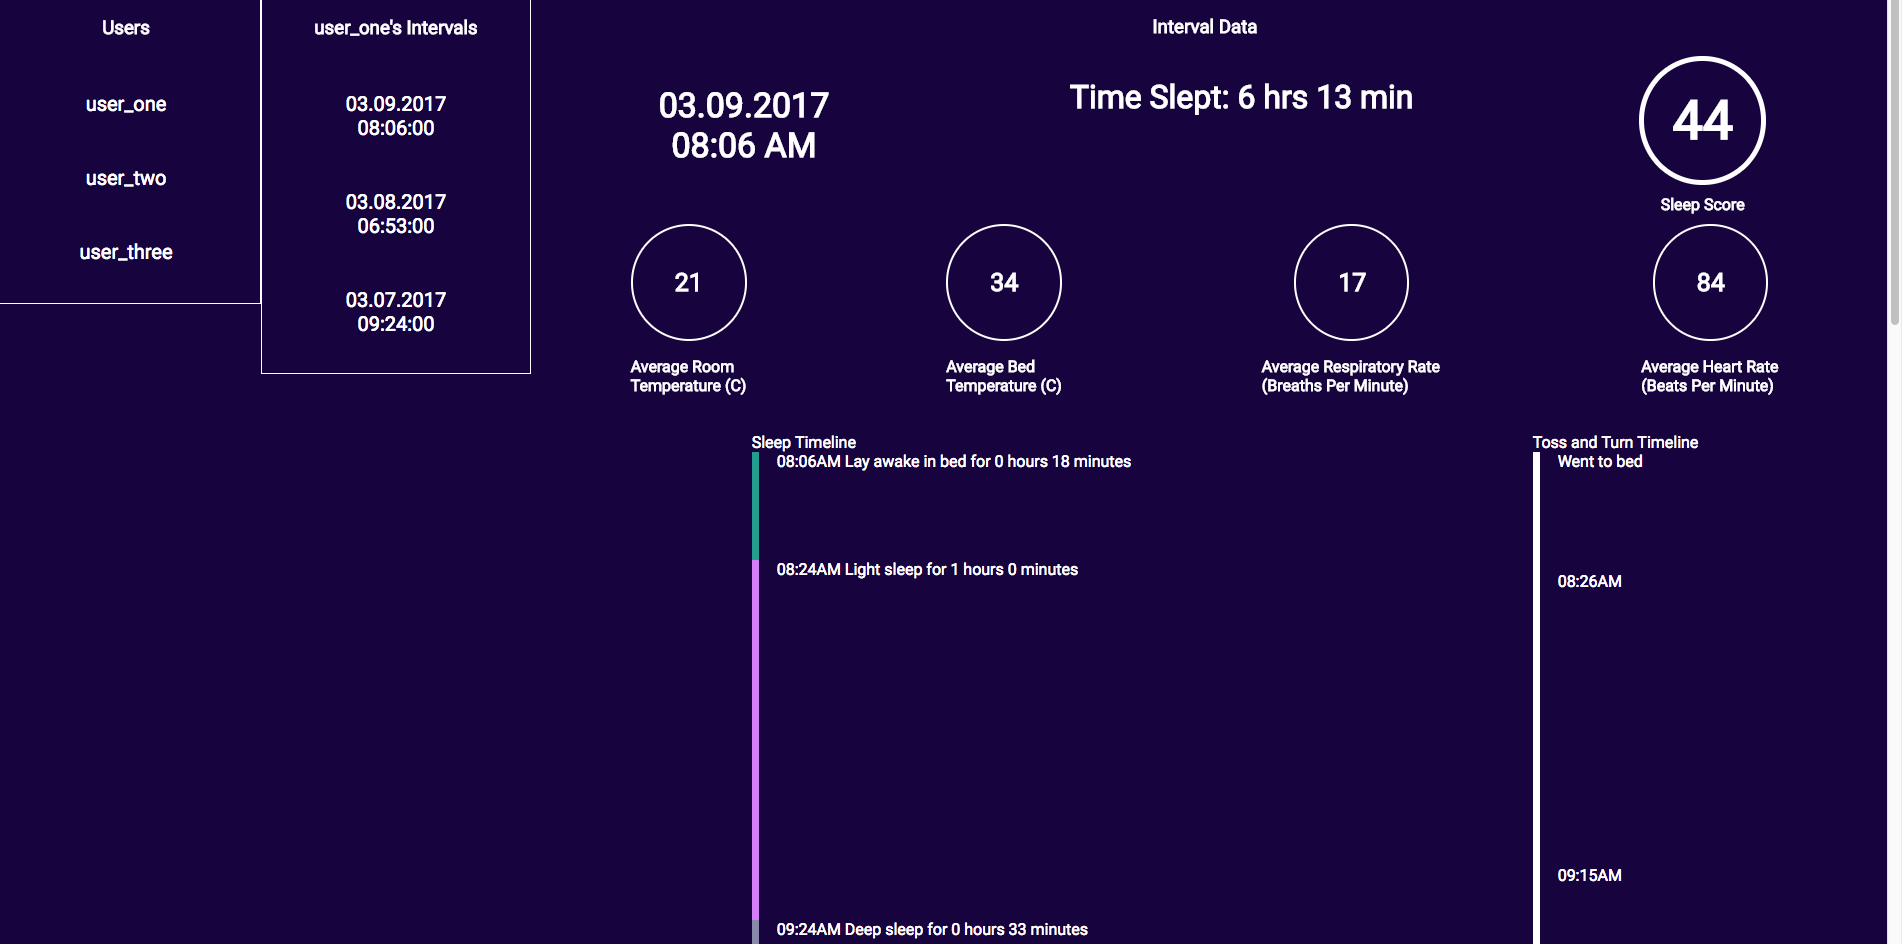 Users
user_one
user_two
user_three
user_one's Intervals
03.09.2017
08:06:00
03.08.2017
06:53:00
03.07.2017
09:24:00
Interval Data
03.09.2017
08:06 AM
Time Slept: 6 hrs 13 min
44
Sleep Score
21
Average Room
Temperature (C)
34
Average Bed
Temperature (C)
17
Average Respiratory Rate
(Breaths Per Minute)
84
Average Heart Rate
(Beats Per Minute)
Sleep Timeline
08:06AM Lay awake in bed for 0 hours 18 minutes
08:24AM Light sleep for 1 hours 0 minutes
09:24AM Deep sleep for 0 hours 33 minutes
Toss and Turn Timeline
Went to bed
08:26AM
09:15AM